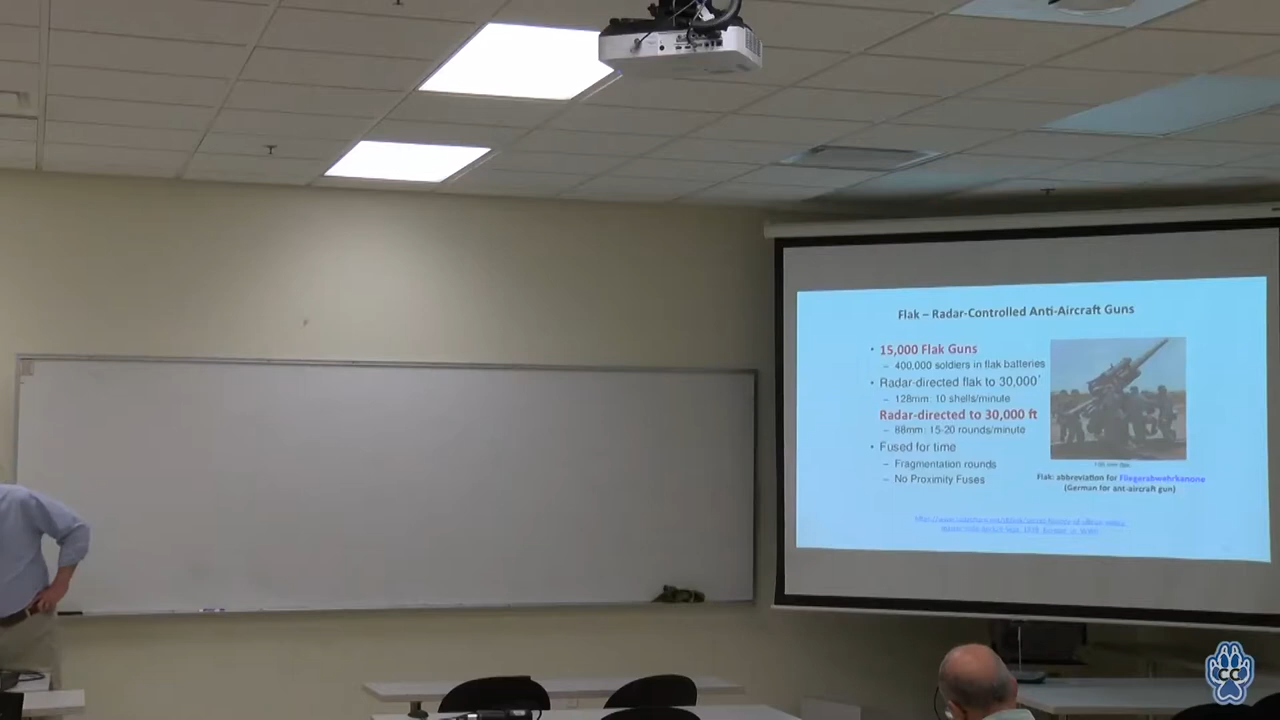 Flak – Radar-Controlled Anti-Aircraft Guns
• 15,000 Flak Guns
– 400,000 soldiers in flak batteries
• Radar-directed flak to 30,000'
– 128mm: 10 shells/minute
Radar-directed to 30,000 ft
– 88mm: 15-20 rounds/minute
• Fused for time
– Fragmentation rounds
– No Proximity Fuses
Flak: abbreviation for Fliegerabwehrkanone
(German for ant-aircraft gun)
CC